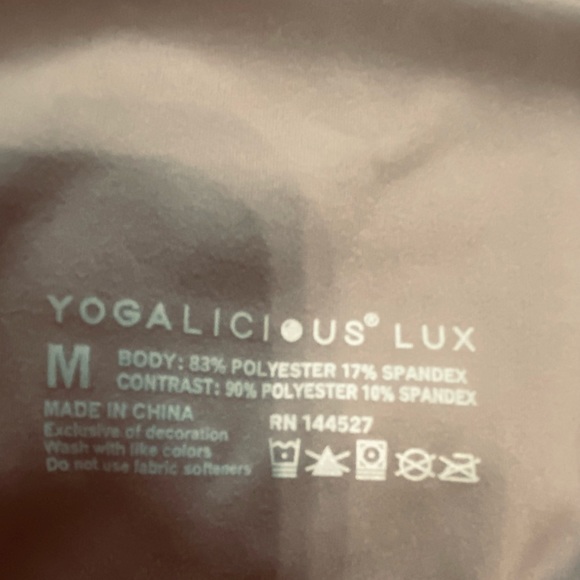 YOGALICIOUS® LUX
M
BODY: 83% POLYESTER 17% SPANDEX
CONTRAST: 90% POLYESTER 10% SPANDEX
MADE IN CHINA
RN 144527
Exclusive of decoration
Wash with like colors
Do not use fabric softeners